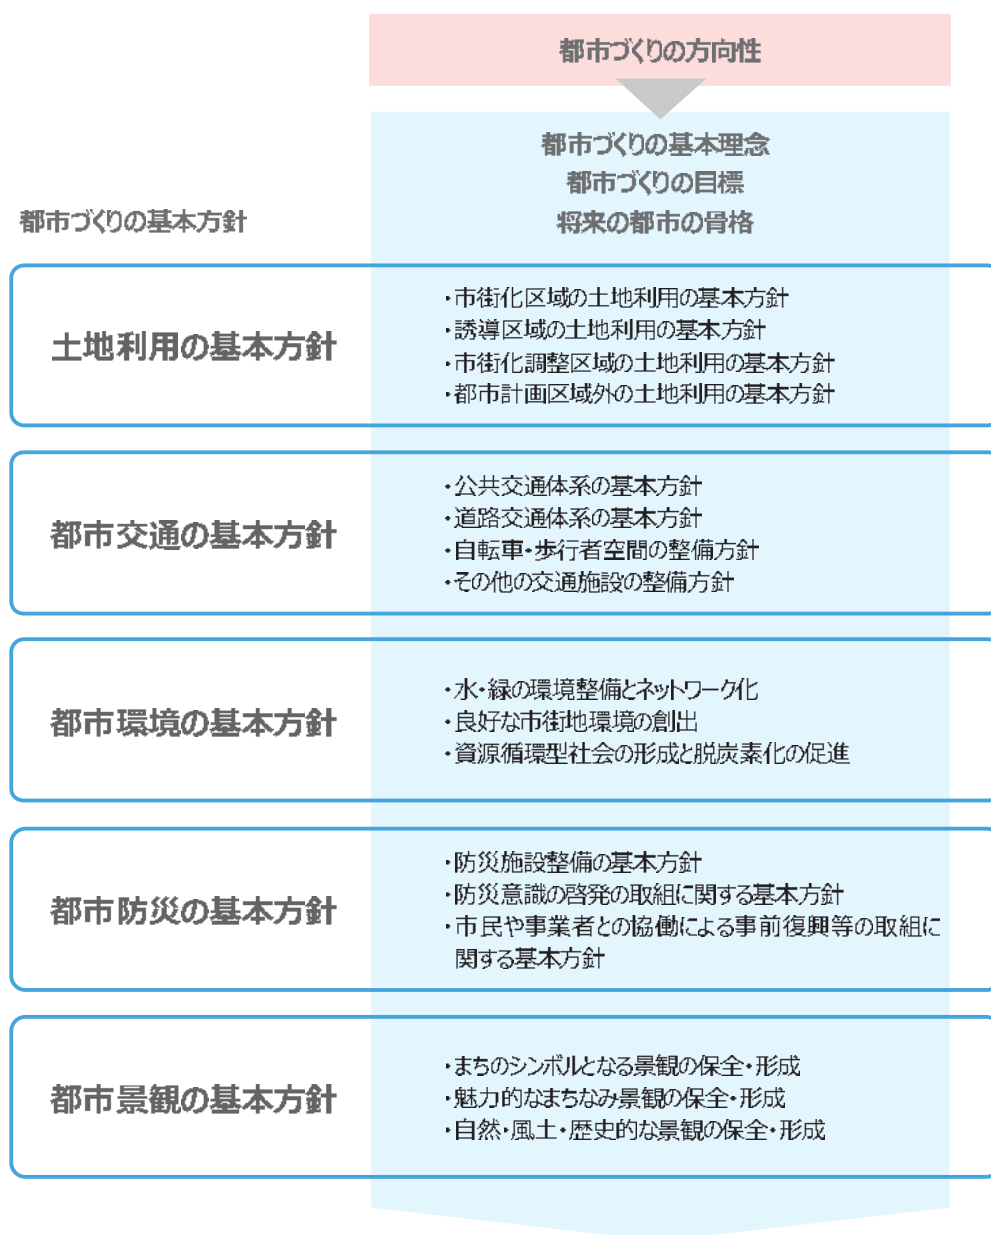 都市づくりの方向性
都市づくりの基本理念
都市づくりの目標
将来の都市の骨格
都市づくりの基本方針
土地利用の基本方針
・市街化区域の土地利用の基本方針
・誘導区域の土地利用の基本方針
・市街化調整区域の土地利用の基本方針
・都市計画区域外の土地利用の基本方針
都市交通の基本方針
・公共交通体系の基本方針
・道路交通体系の基本方針
・自転車・歩行者空間の整備方針
・その他の交通施設の整備方針
都市環境の基本方針
・水・緑の環境整備とネットワーク化
・良好な市街地環境の創出
・資源循環型社会の形成と脱炭素化の促進
都市防災の基本方針
・防災施設整備の基本方針
・防災意識の啓発の取組に関する基本方針
・市民や事業者との協働による事前復興等の取組に
関する基本方針
都市景観の基本方針
・まちのシンボルとなる景観の保全・形成
・魅力的なまちなみ景観の保全・形成
・自然・風土・歴史的な景観の保全・形成